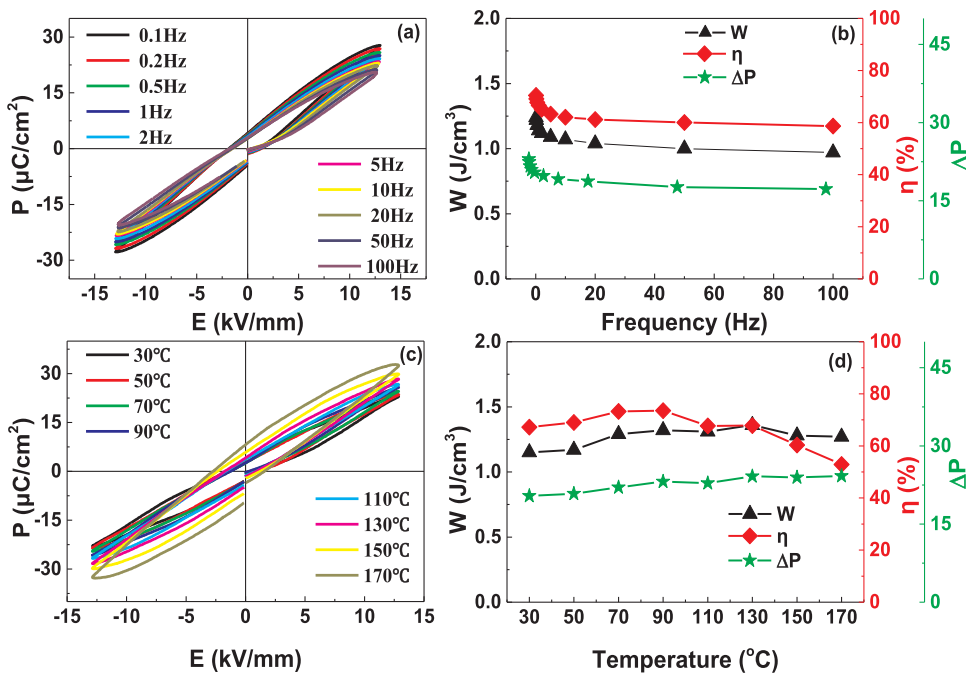 (a)
0.1Hz
0.2Hz
0.5Hz
1Hz
2Hz
5Hz
10Hz
20Hz
50Hz
100Hz
30
15
0
-15
-30
P (μC/cm²)
-15 -10 -5 0 5 10 15
E (kV/mm)
(b)
W
η
ΔP
2.0
1.5
1.0
0.5
0.0
W (J/cm³)
0 20 40 60 80 100
Frequency (Hz)
100
80
60
40
20
0
η (%)
45
30
15
0
ΔP
(c)
30℃
50℃
70℃
90℃
110℃
130℃
150℃
170℃
30
15
0
-15
-30
P (μC/cm²)
-15 -10 -5 0 5 10 15
E (kV/mm)
(d)
W
η
ΔP
2.0
1.5
1.0
0.5
0.0
W (J/cm³)
30 50 70 90 110 130 150 170
Temperature (°C)
100
80
60
40
20
0
η (%)
45
30
15
0
ΔP